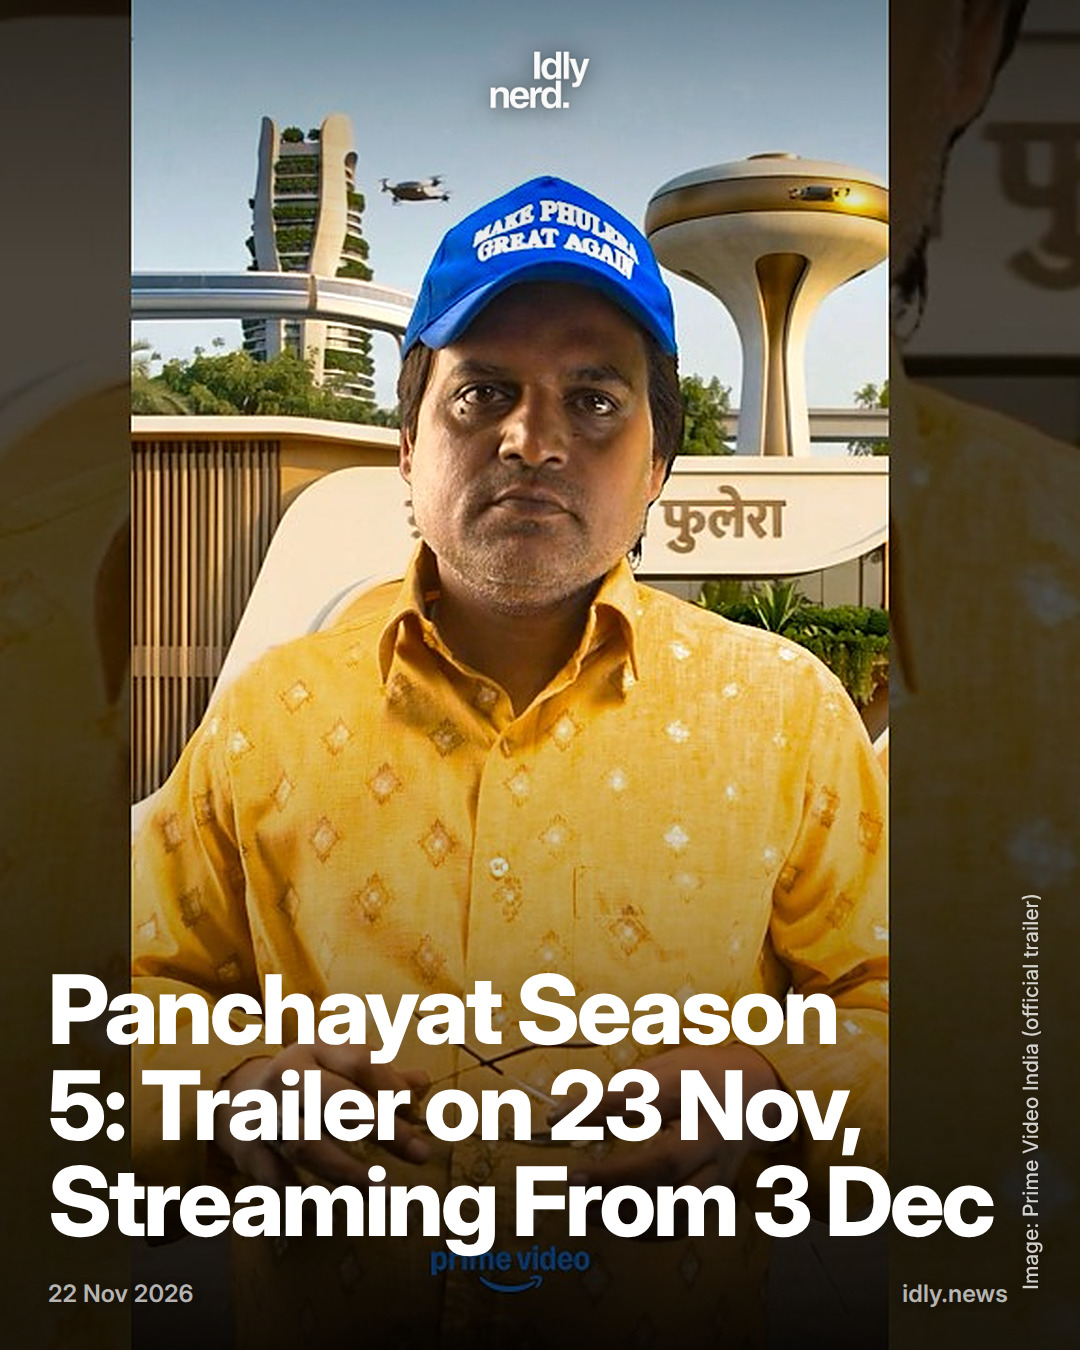 Idly
nerd.
MAKE PHULERA
GREAT AGAIN
फुलेरा
Panchayat Season
5: Trailer on 23 Nov,
Streaming From 3 Dec
prime video
22 Nov 2026
idly.news
Image: Prime Video India (official trailer)